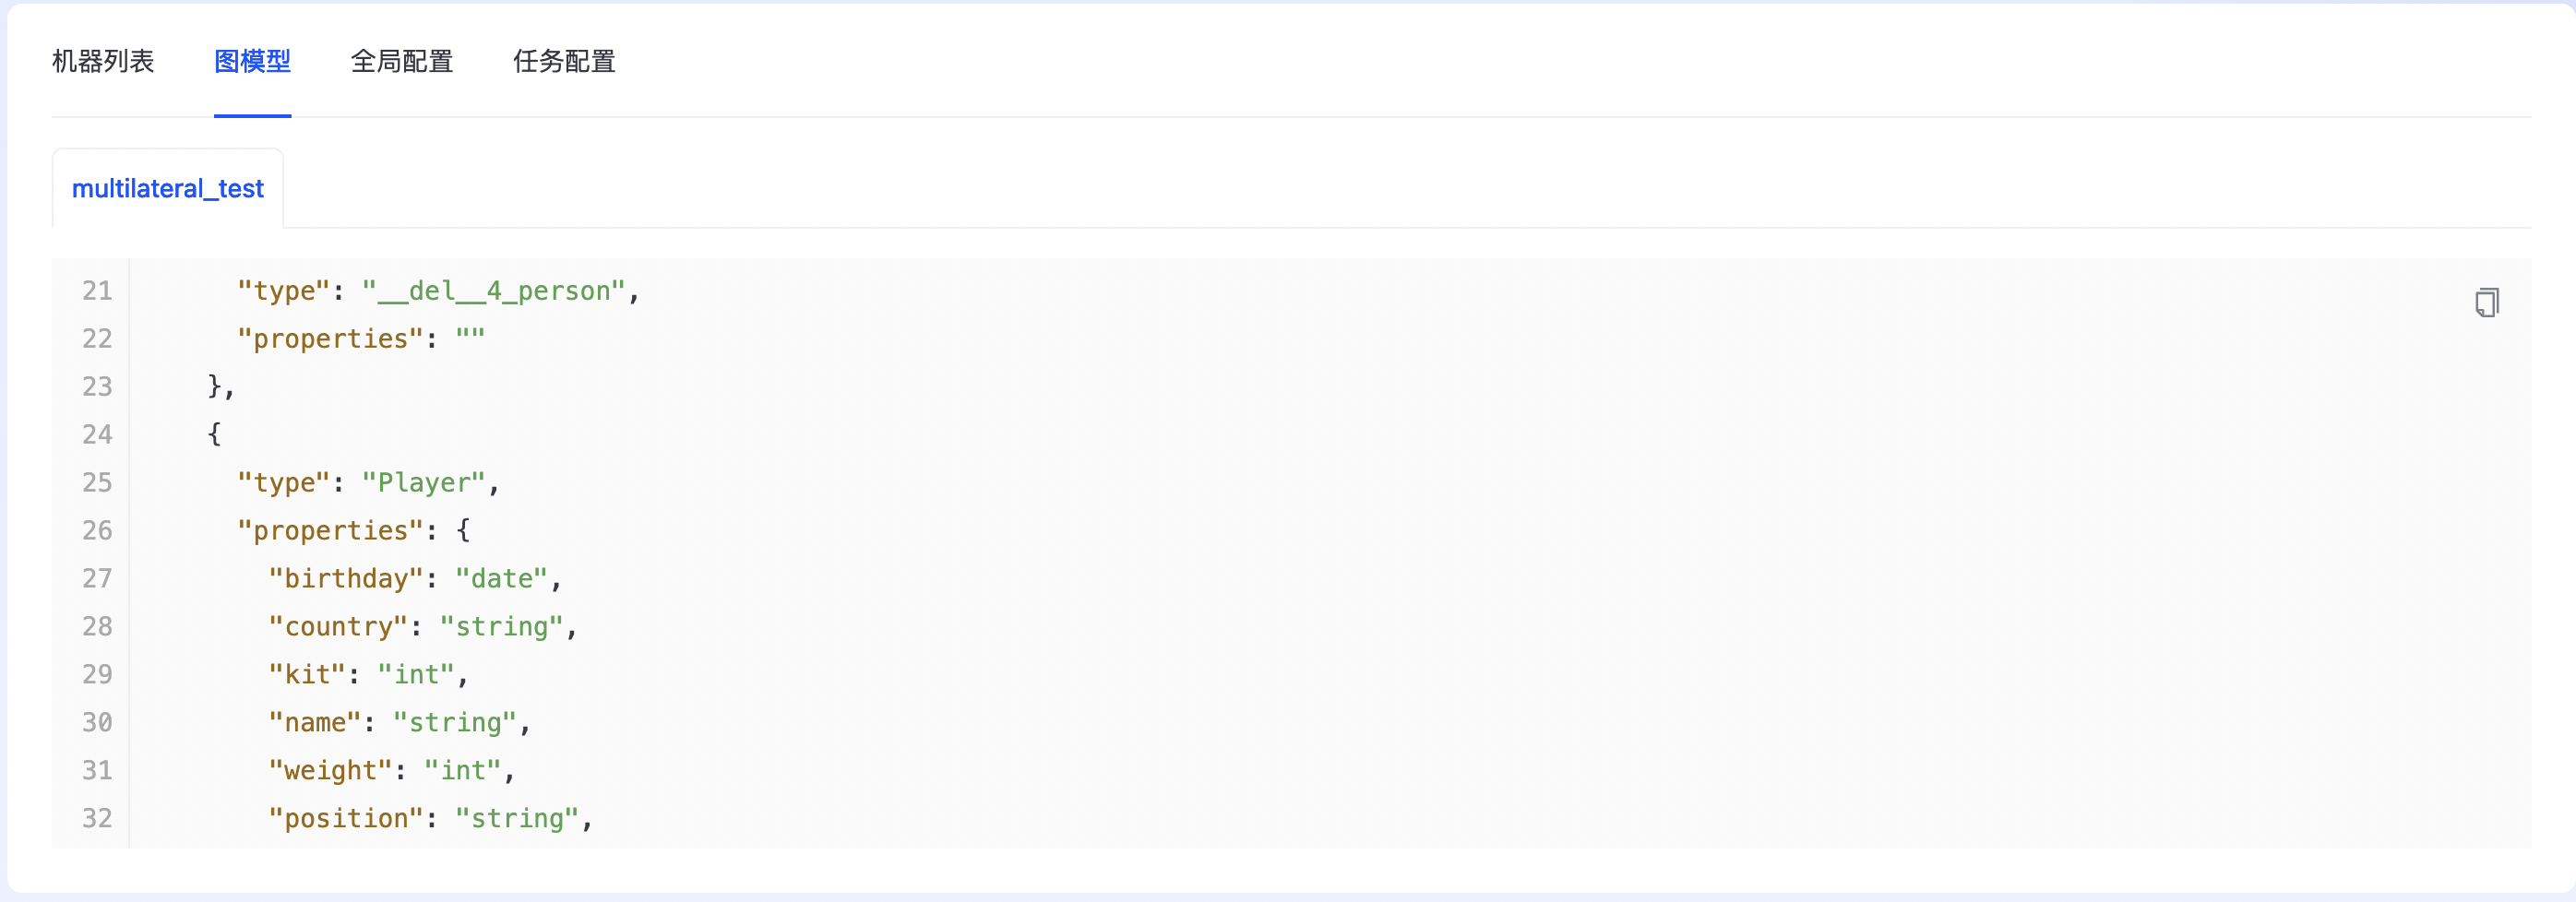 机器列表 图模型 全局配置 任务配置
multilateral_test
21 "type": "__del__4_person",
22 "properties": ""
23 },
24 {
25 "type": "Player",
26 "properties": {
27 "birthday": "date",
28 "country": "string",
29 "kit": "int",
30 "name": "string",
31 "weight": "int",
32 "position": "string",